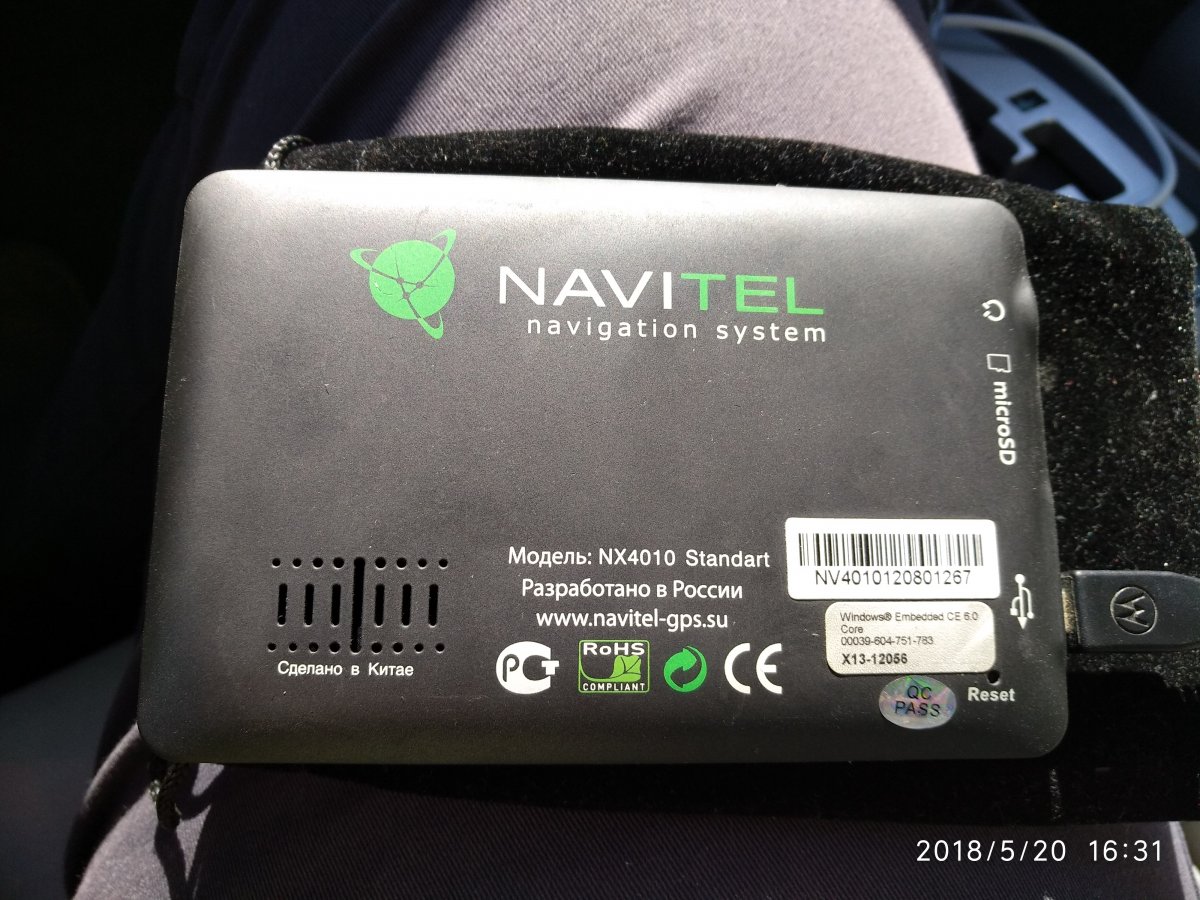 NAVITEL
navigation system
microSD
Модель: NX4010 Standart
Разработано в России
www.navitel-gps.su
NV4010120801267
Windows® Embedded CE 6.0
Core
00039-604-751-783
X13-12056
Сделано в Китае
РСТ
RoHS
COMPLIANT
CE
QC
PASS
Reset
2018/5/20 16:31